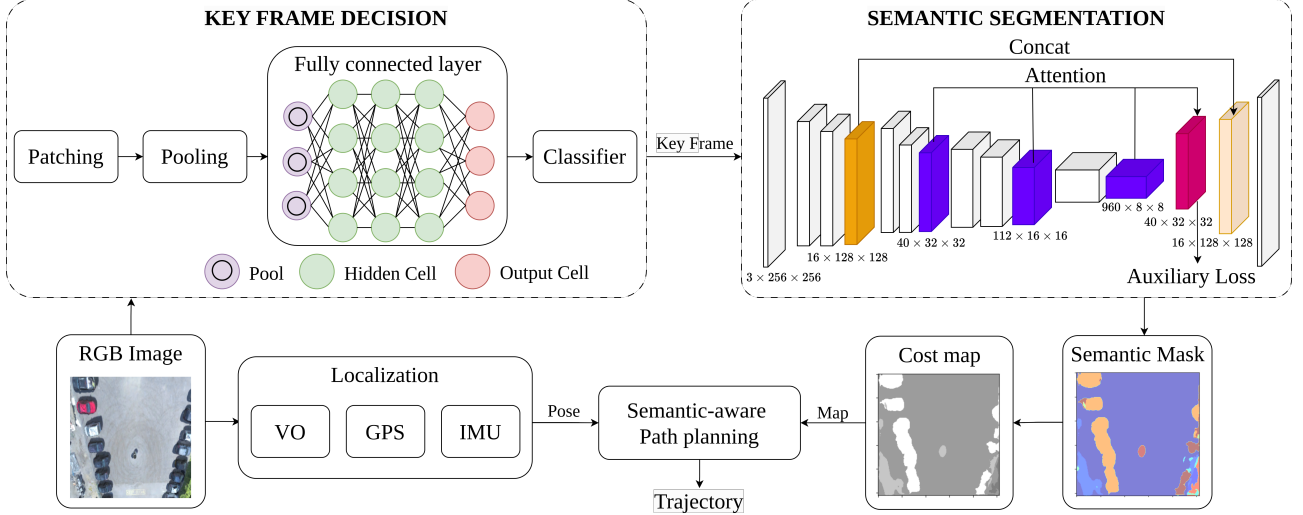 KEY FRAME DECISION
Fully connected layer
Patching
Pooling
Classifier
Pool
Hidden Cell
Output Cell
Key Frame
SEMANTIC SEGMENTATION
Concat
Attention
3 × 256 × 256
16 × 128 × 128
40 × 32 × 32
112 × 16 × 16
960 × 8 × 8
40 × 32 × 32
16 × 128 × 128
Auxiliary Loss
RGB Image
Localization
VO
GPS
IMU
Pose
Semantic-aware
Path planning
Trajectory
Map
Cost map
Semantic Mask